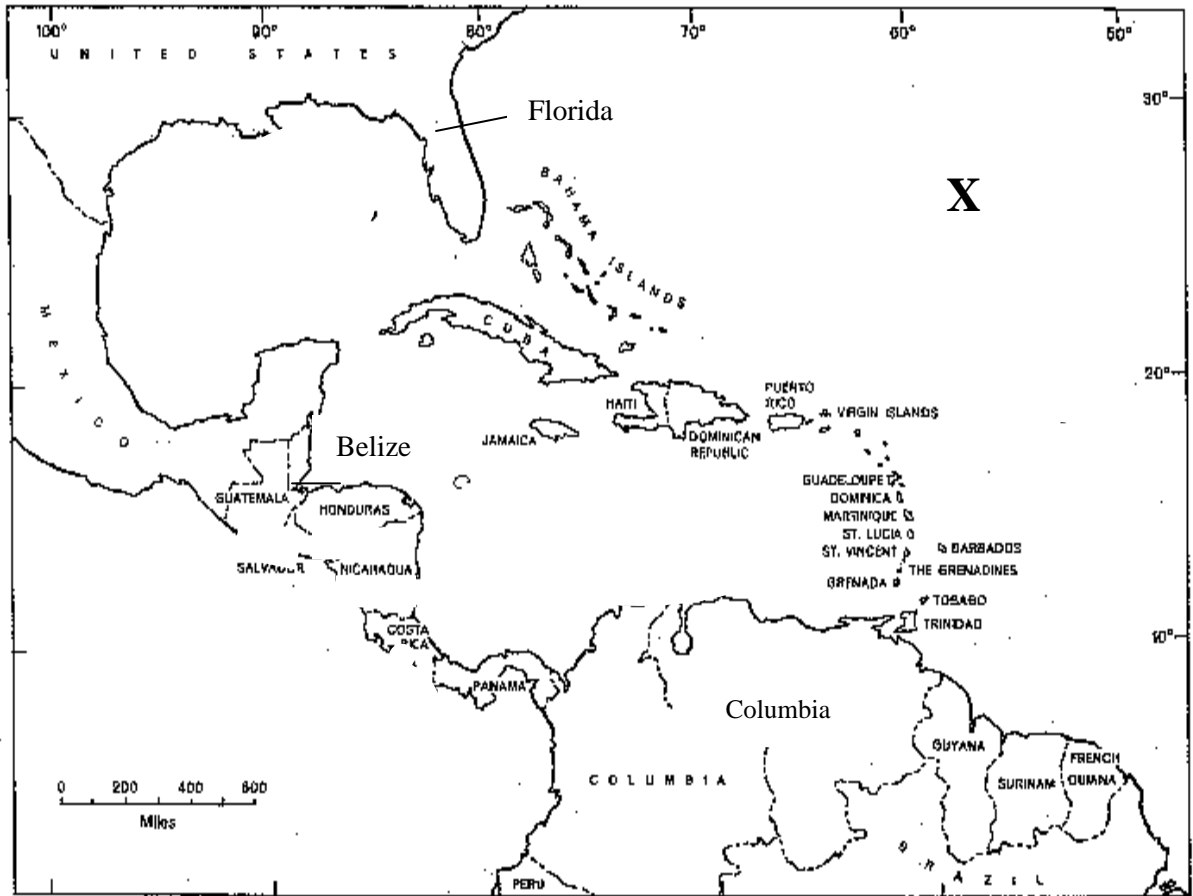 100°
90°
70°
60°
50°
UNITED STATES
30°
Florida
BAHAMA ISLANDS
X
MEXICO
CUBA
20°
HAITI
PUERTO
RICO
VIRGIN ISLANDS
JAMAICA
DOMINICAN
REPUBLIC
Belize
GUATEMALA
HONDURAS
DOMINICA
MARTINIQUE
ST. LUCIA
ST. VINCENT
BARBADOS
THE GRENADINES
SALVADOR
NICARAGUA
GRENADA
TOBAGO
TRINIDAD
COSTA
RICA
10°
PANAMA
Columbia
GUYANA
COLUMBIA
SURINAM
FRENCH
GUIANA
0 200 400 600
Miles
BRAZIL
PERU